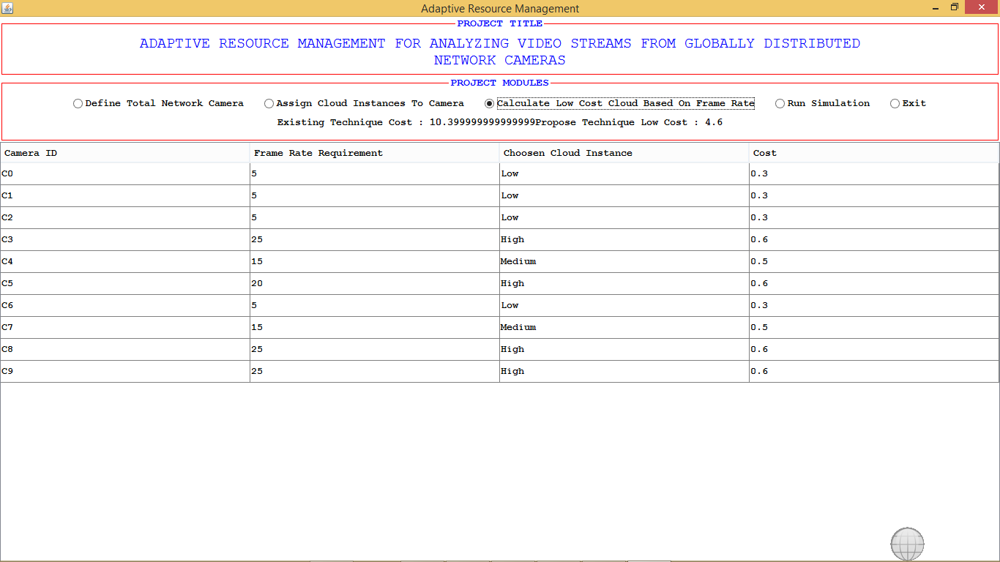 Adaptive Resource Management
PROJECT TITLE
ADAPTIVE RESOURCE MANAGEMENT FOR ANALYZING VIDEO STREAMS FROM GLOBALLY DISTRIBUTED
NETWORK CAMERAS
PROJECT MODULES
Define Total Network Camera Assign Cloud Instances To Camera Calculate Low Cost Cloud Based On Frame Rate Run Simulation Exit
Existing Technique Cost : 10.399999999999999Propose Technique Low Cost : 4.6
Camera ID Frame Rate Requirement Choosen Cloud Instance Cost
C0 5 Low 0.3
C1 5 Low 0.3
C2 5 Low 0.3
C3 25 High 0.6
C4 15 Medium 0.5
C5 20 High 0.6
C6 5 Low 0.3
C7 15 Medium 0.5
C8 25 High 0.6
C9 25 High 0.6